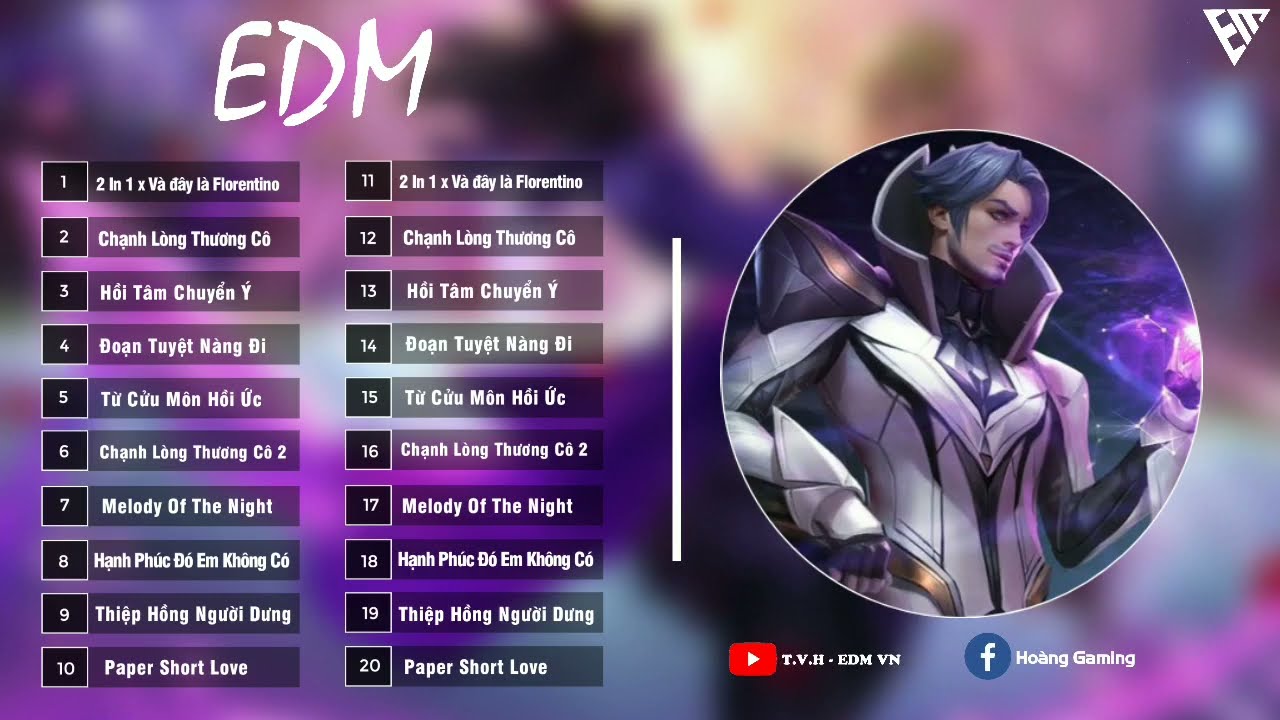 EDM
1 2 In 1 x Và đây là Florentino
2 Chạnh Lòng Thương Cô
3 Hồi Tâm Chuyển Ý
4 Đoạn Tuyệt Nàng Đi
5 Từ Cửu Môn Hồi Ức
6 Chạnh Lòng Thương Cô 2
7 Melody Of The Night
8 Hạnh Phúc Đó Em Không Có
9 Thiệp Hồng Người Dưng
10 Paper Short Love
11 2 In 1 x Và đây là Florentino
12 Chạnh Lòng Thương Cô
13 Hồi Tâm Chuyển Ý
14 Đoạn Tuyệt Nàng Đi
15 Từ Cửu Môn Hồi Ức
16 Chạnh Lòng Thương Cô 2
17 Melody Of The Night
18 Hạnh Phúc Đó Em Không Có
19 Thiệp Hồng Người Dưng
20 Paper Short Love
T.V.H - EDM VN
Hoàng Gaming